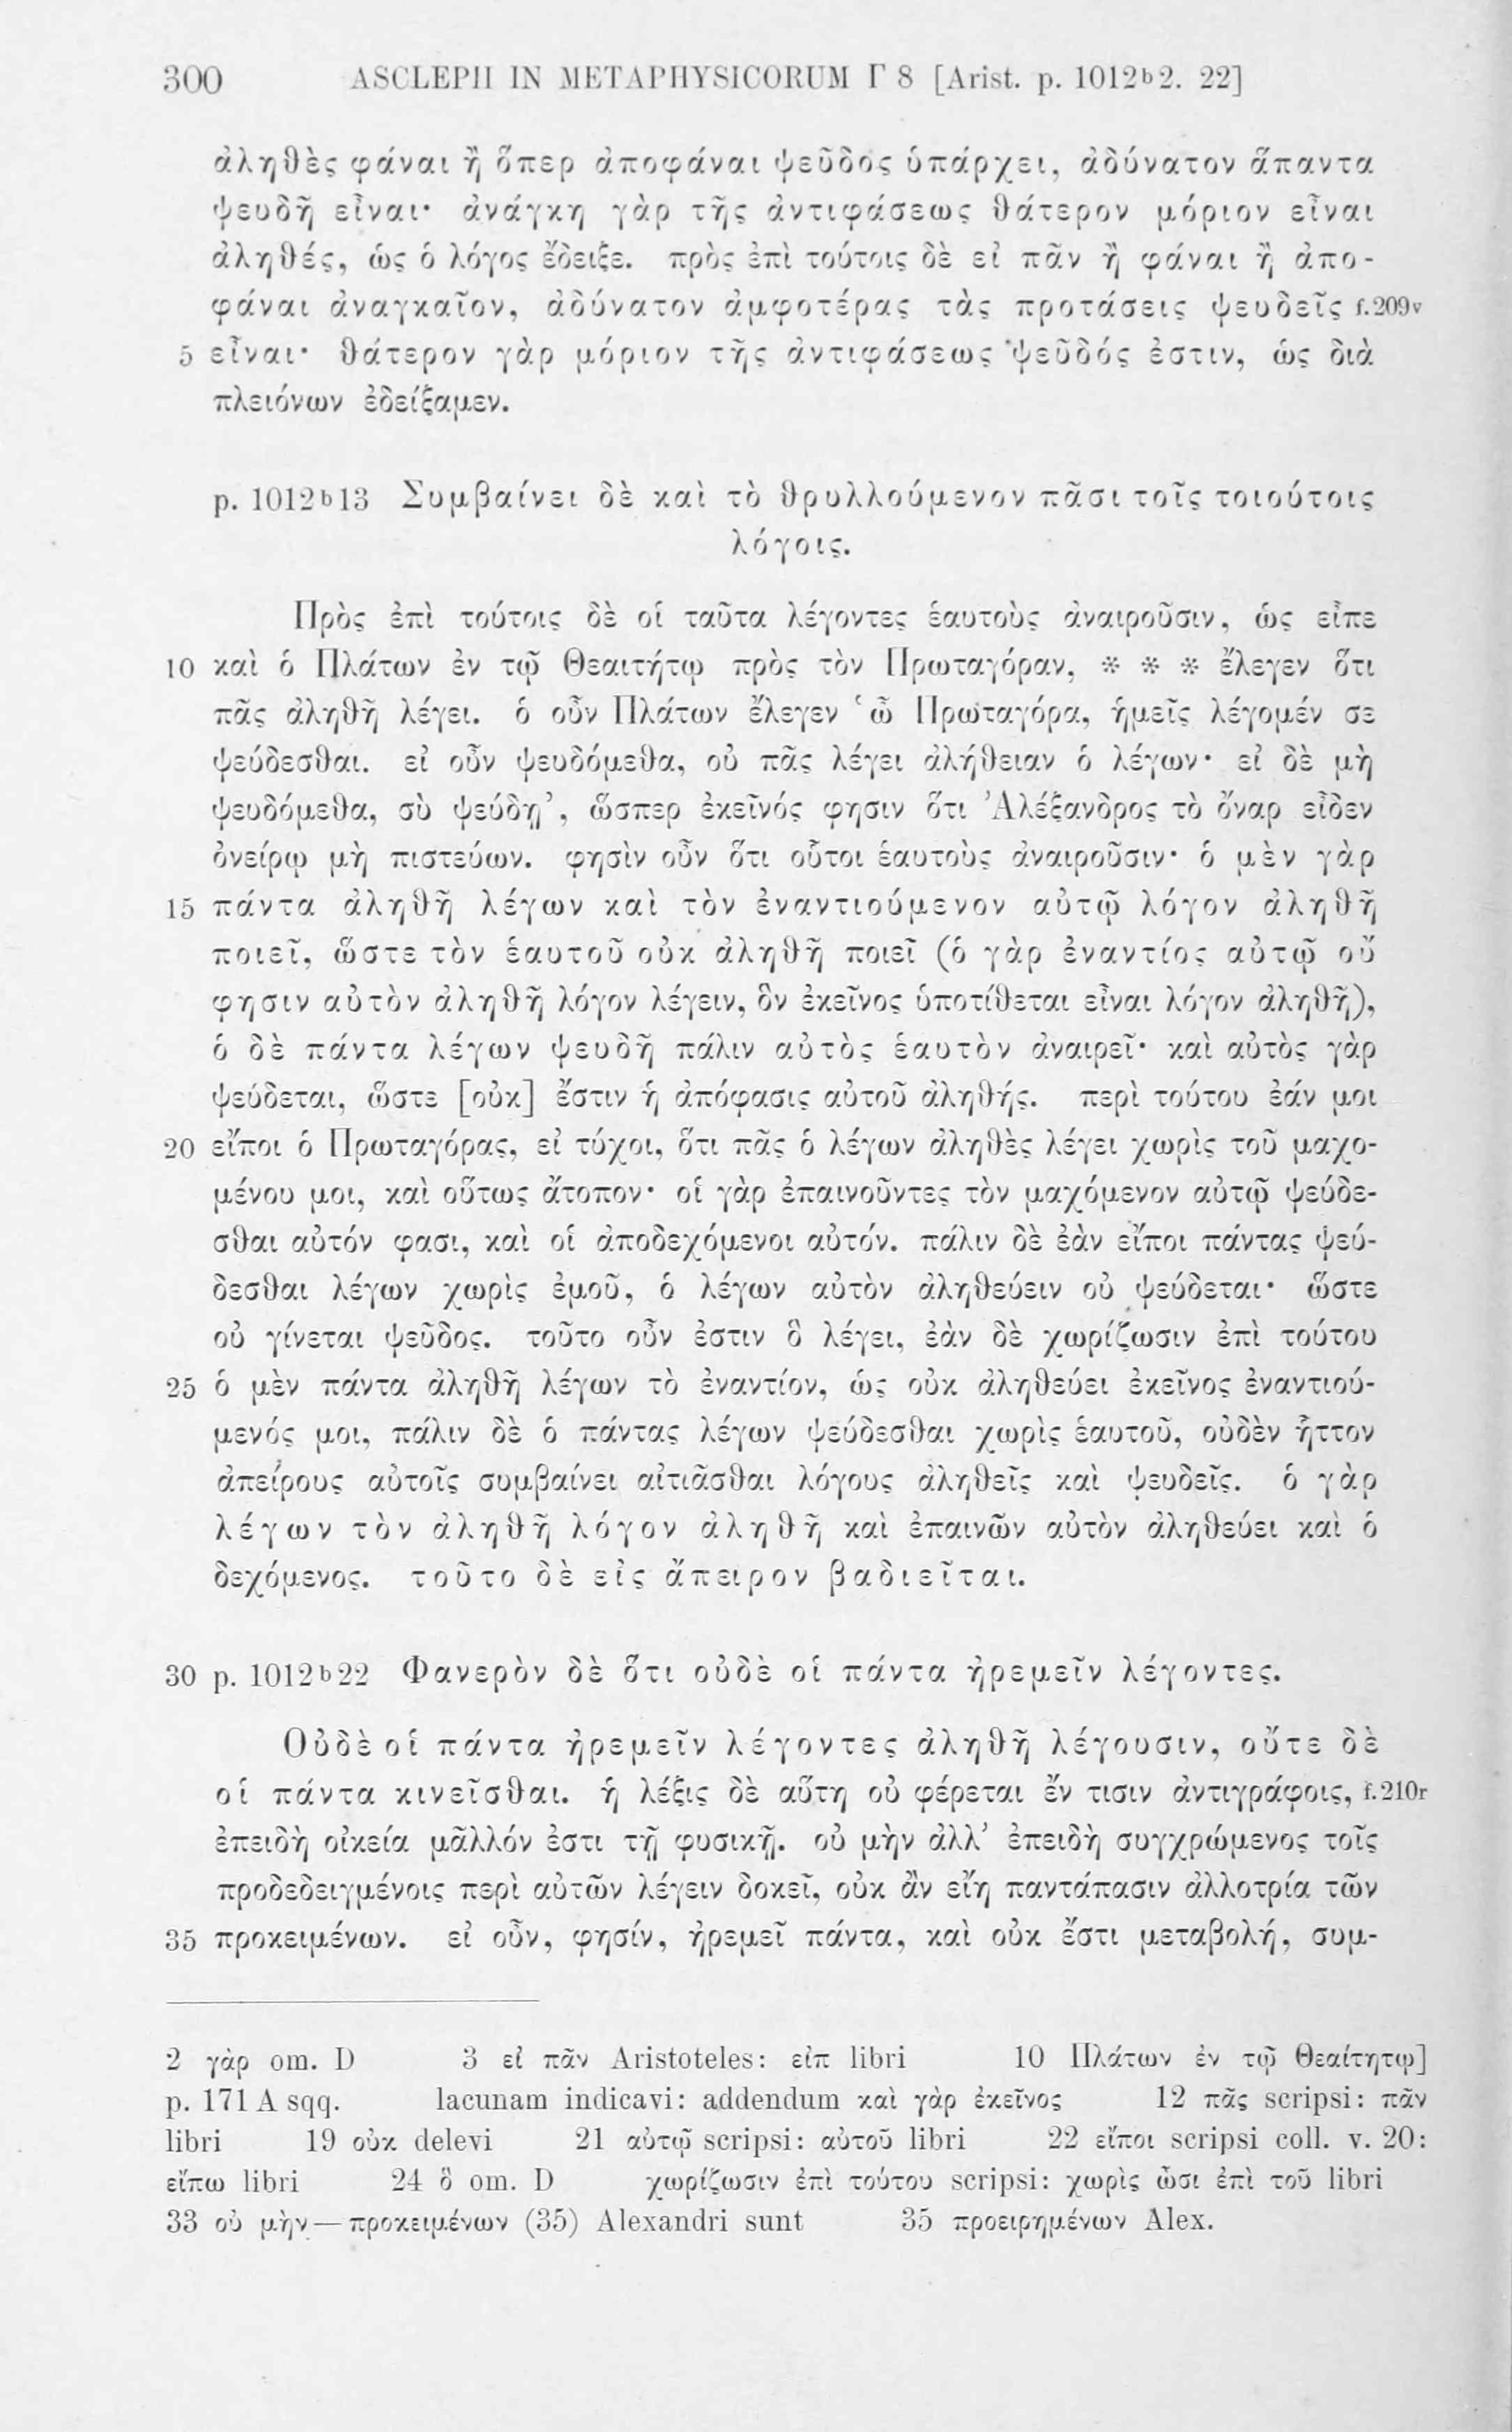 300 ASCLEPII IN METAPHYSICORUM Γ 8 [Arist. p. 1012b2. 22]
ἀληθὲς φάναι ἢ ὅπερ ἀποφάναι ψεῦδος ὑπάρχει, ἀδύνατον ἅπαντα
ψευδῆ εἶναι· ἀνάγκη γὰρ τῆς ἀντιφάσεως θάτερον μόριον εἶναι
ἀληθές, ὡς ὁ λόγος ἔδειξε. πρὸς ἐπὶ τούτοις δὲ εἰ πᾶν ἢ φάναι ἢ ἀπο-
φάναι ἀναγκαῖον, ἀδύνατον ἀμφοτέρας τὰς προτάσεις ψευδεῖς f.209v
5 εἶναι· θάτερον γὰρ μόριον τῆς ἀντιφάσεως ψεῦδός ἐστιν, ὡς διὰ
πλειόνων ἐδείξαμεν.
p. 1012b13 Συμβαίνει δὲ καὶ τὸ θρυλλούμενον πᾶσι τοῖς τοιούτοις
λόγοις.
Πρὸς ἐπὶ τούτοις δὲ οἱ ταῦτα λέγοντες ἑαυτοὺς ἀναιροῦσιν, ὡς εἶπε
10 καὶ ὁ Πλάτων ἐν τῷ Θεαιτήτῳ πρὸς τὸν Πρωταγόραν, * * * ἔλεγεν ὅτι
πᾶς ἀληθῆ λέγει. ὁ οὖν Πλάτων ἔλεγεν ‘ὦ Πρωταγόρα, ἡμεῖς λέγομέν σε
ψεύδεσθαι. εἰ οὖν ψευδόμεθα, οὐ πᾶς λέγει ἀλήθειαν ὁ λέγων· εἰ δὲ μὴ
ψευδόμεθα, σὺ ψεύδῃ’, ὥσπερ ἐκεῖνός φησιν ὅτι Ἀλέξανδρος τὸ ὄναρ εἶδεν
ὀνείρῳ μὴ πιστεύων. φησὶν οὖν ὅτι οὗτοι ἑαυτοὺς ἀναιροῦσιν· ὁ μὲν γὰρ
15 πάντα ἀληθῆ λέγων καὶ τὸν ἐναντιούμενον αὐτῷ λόγον ἀληθῆ
ποιεῖ, ὥστε τὸν ἑαυτοῦ οὐκ ἀληθῆ ποιεῖ (ὁ γὰρ ἐναντίος αὐτῷ οὔ
φησιν αὐτὸν ἀληθῆ λόγον λέγειν, ὃν ἐκεῖνος ὑποτίθεται εἶναι λόγον ἀληθῆ),
ὁ δὲ πάντα λέγων ψευδῆ πάλιν αὐτὸς ἑαυτὸν ἀναιρεῖ· καὶ αὐτὸς γὰρ
ψεύδεται, ὥστε [οὐκ] ἔστιν ἡ ἀπόφασις αὐτοῦ ἀληθής. περὶ τούτου ἐάν μοι
20 εἴποι ὁ Πρωταγόρας, εἰ τύχοι, ὅτι πᾶς ὁ λέγων ἀληθὲς λέγει χωρὶς τοῦ μαχο-
μένου μοι, καὶ οὕτως ἄτοπον· οἱ γὰρ ἐπαινοῦντες τὸν μαχόμενον αὐτῷ ψεύδε-
σθαι αὐτόν φασι, καὶ οἱ ἀποδεχόμενοι αὐτόν. πάλιν δὲ ἐὰν εἴποι πάντας ψεύ-
δεσθαι λέγων χωρὶς ἐμοῦ, ὁ λέγων αὐτὸν ἀληθεύειν οὐ ψεύδεται· ὥστε
οὐ γίνεται ψεῦδος. τοῦτο οὖν ἐστιν ὃ λέγει, ἐὰν δὲ χωρίζωσιν ἐπὶ τούτου
25 ὁ μὲν πάντα ἀληθῆ λέγων τὸ ἐναντίον, ὡς οὐκ ἀληθεύει ἐκεῖνος ἐναντιού-
μενός μοι, πάλιν δὲ ὁ πάντας λέγων ψεύδεσθαι χωρὶς ἑαυτοῦ, οὐδὲν ἧττον
ἀπείρους αὐτοῖς συμβαίνει αἰτιᾶσθαι λόγους ἀληθεῖς καὶ ψευδεῖς. ὁ γὰρ
λέγων τὸν ἀληθῆ λόγον ἀληθῆ καὶ ἐπαινῶν αὐτὸν ἀληθεύει καὶ ὁ
δεχόμενος. τοῦτο δὲ εἰς ἄπειρον βαδιεῖται.
30 p. 1012b22 Φανερὸν δὲ ὅτι οὐδὲ οἱ πάντα ἠρεμεῖν λέγοντες.
Οὐδὲ οἱ πάντα ἠρεμεῖν λέγοντες ἀληθῆ λέγουσιν, οὔτε δὲ
οἱ πάντα κινεῖσθαι. ἡ λέξις δὲ αὕτη οὐ φέρεται ἔν τισιν ἀντιγράφοις, f.210r
ἐπειδὴ οἰκεία μᾶλλόν ἐστι τῇ φυσικῇ. οὐ μὴν ἀλλ’ ἐπειδὴ συγχρώμενος τοῖς
προδεδειγμένοις περὶ αὐτῶν λέγειν δοκεῖ, οὐκ ἂν εἴη παντάπασιν ἀλλοτρία τῶν
35 προκειμένων. εἰ οὖν, φησίν, ἠρεμεῖ πάντα, καὶ οὐκ ἔστι μεταβολή, συμ-
2 γὰρ om. D 3 εἰ πᾶν Aristoteles: εἰπ libri 10 Πλάτων ἐν τῷ Θεαίτητῳ]
p. 171 A sqq. lacunam indicavi: addendum καὶ γὰρ ἐκεῖνος 12 πᾶς scripsi: πᾶν
libri 19 οὐκ delevi 21 αὐτῷ scripsi: αὐτοῦ libri 22 εἴποι scripsi coll. v. 20:
εἴπω libri 24 ὃ om. D χωρίζωσιν ἐπὶ τούτου scripsi: χωρὶς ὦσι ἐπὶ τοῦ libri
33 οὐ μὴν — προκειμένων (35) Alexandri sunt 35 προειρημένων Alex.